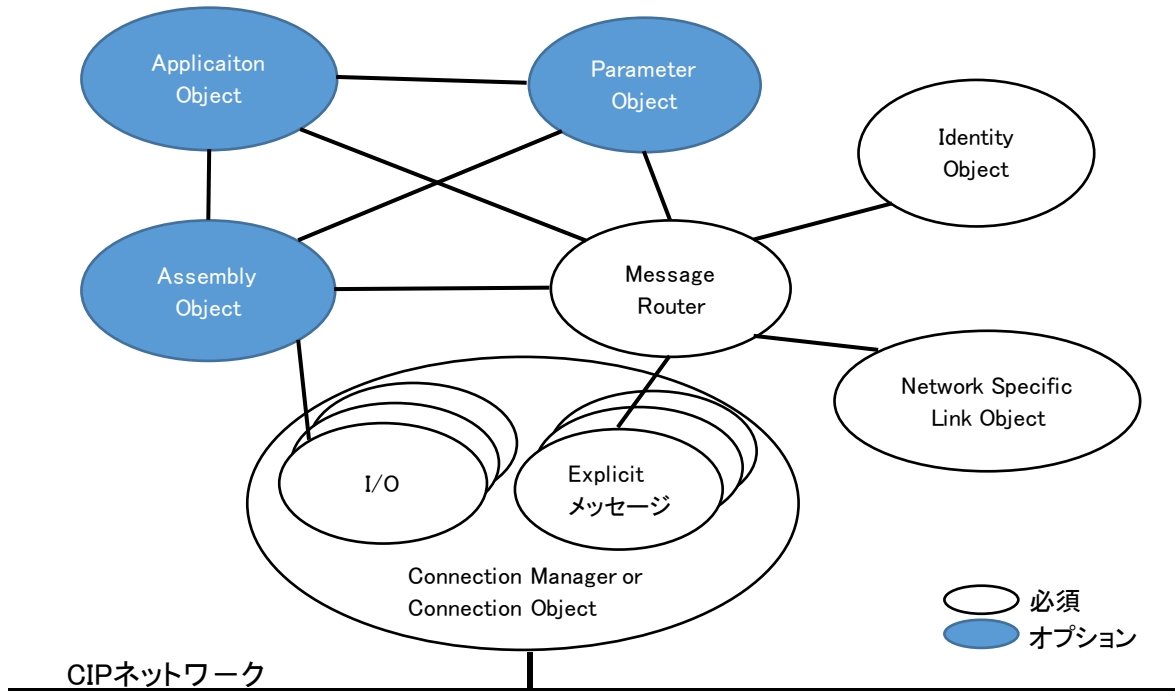 Applicaiton
Object
Parameter
Object
Identity
Object
Assembly
Object
Message
Router
Network Specific
Link Object
I/O
Explicit
メッセージ
Connection Manager or
Connection Object
必須
オプション
CIPネットワーク